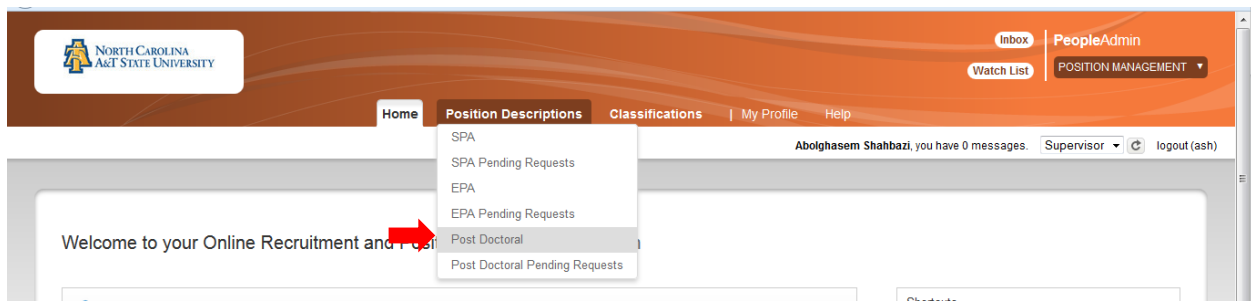 NORTH CAROLINA
A&T STATE UNIVERSITY
Inbox
PeopleAdmin
Watch List
POSITION MANAGEMENT
Home Position Descriptions Classifications | My Profile Help
SPA
Abolghasem Shahbazi, you have 0 messages. Supervisor logout (ash)
SPA Pending Requests
EPA
EPA Pending Requests
Welcome to your Online Recruitment and
Post Doctoral
Post Doctoral Pending Requests